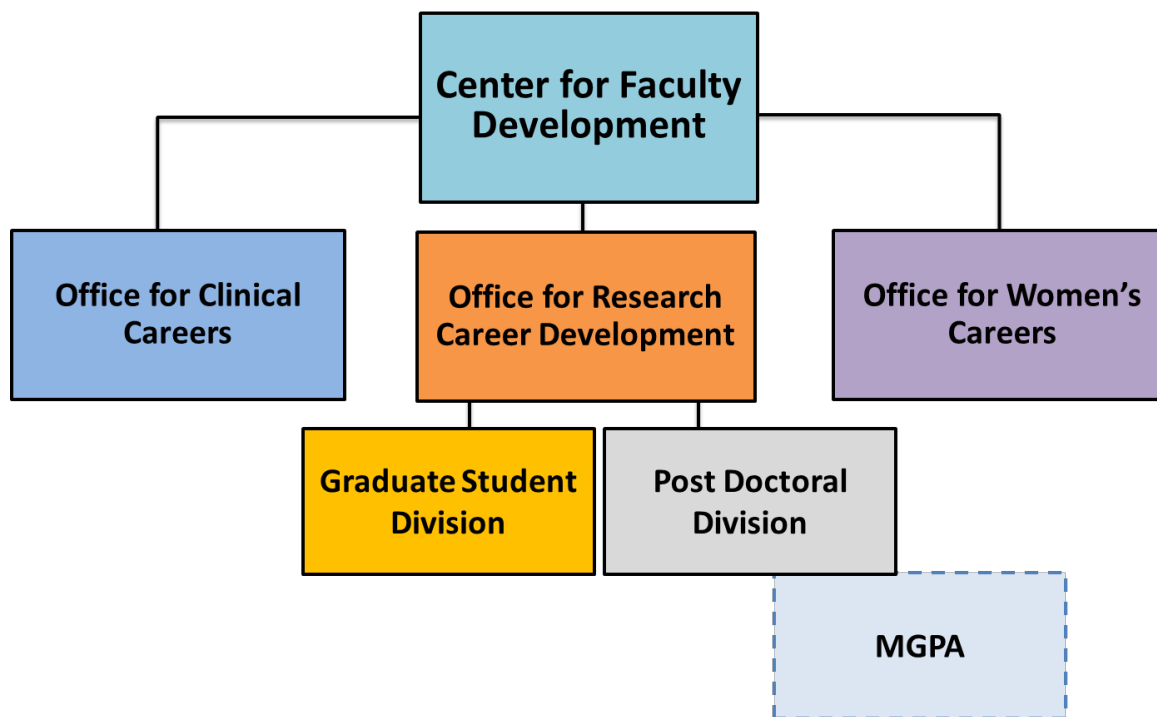 Center for Faculty
Development
Office for Clinical
Careers
Office for Research
Career Development
Office for Women’s
Careers
Graduate Student
Division
Post Doctoral
Division
MGPA